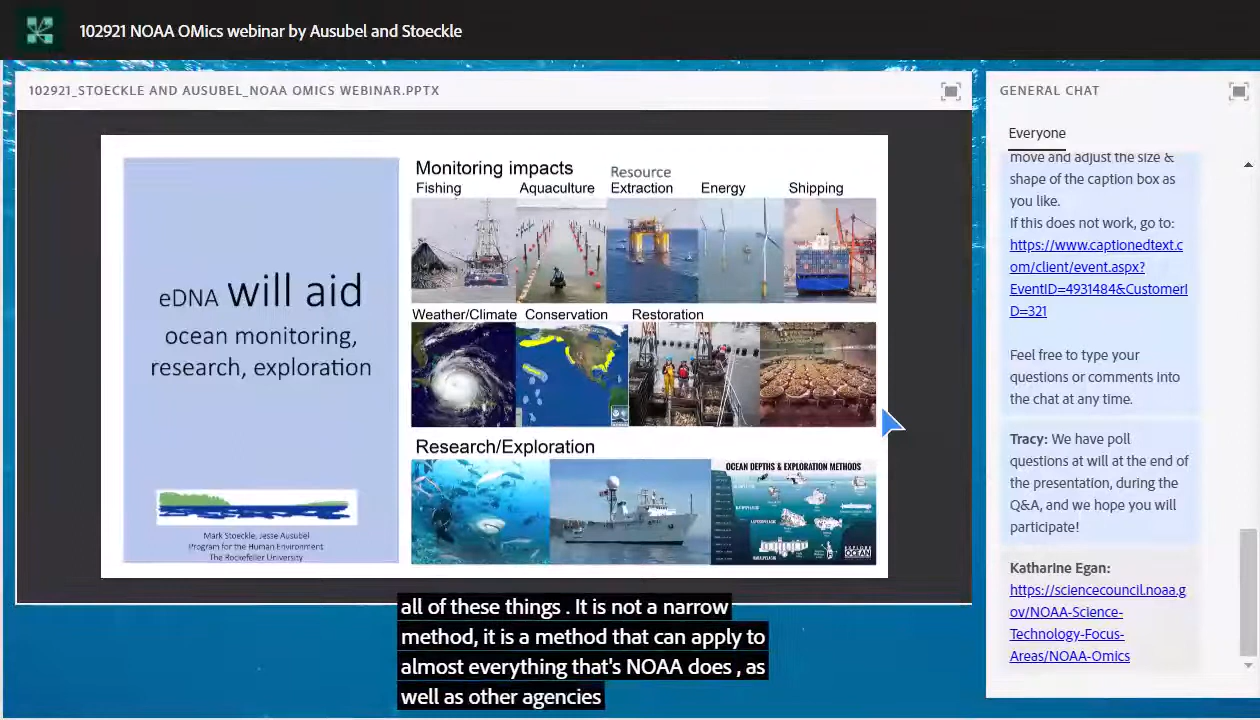 102921 NOAA OMics webinar by Ausubel and Stoeckle
102921_STOECKLE AND AUSUBEL_NOAA OMICS WEBINAR.PPTX
eDNA will aid
ocean monitoring,
research, exploration
Mark Stoeckle, Jesse Ausubel
Program for the Human Environment
The Rockefeller University
Monitoring impacts
Fishing
Aquaculture
Resource
Extraction
Energy
Shipping
Weather/Climate
Conservation
Restoration
Research/Exploration
OCEAN DEPTHS & EXPLORATION METHODS
all of these things . It is not a narrow
method, it is a method that can apply to
almost everything that's NOAA does , as
well as other agencies
GENERAL CHAT
Everyone
move and adjust the size &
shape of the caption box as
you like.
If this does not work, go to:
https://www.captionedtext.c
om/client/event.aspx?
EventID=4931484&CustomerI
D=321
Feel free to type your
questions or comments into
the chat at any time.
Tracy: We have poll
questions at will at the end of
the presentation, during the
Q&A, and we hope you will
participate!
Katharine Egan:
https://sciencecouncil.noaa.g
ov/NOAA-Science-
Technology-Focus-
Areas/NOAA-Omics